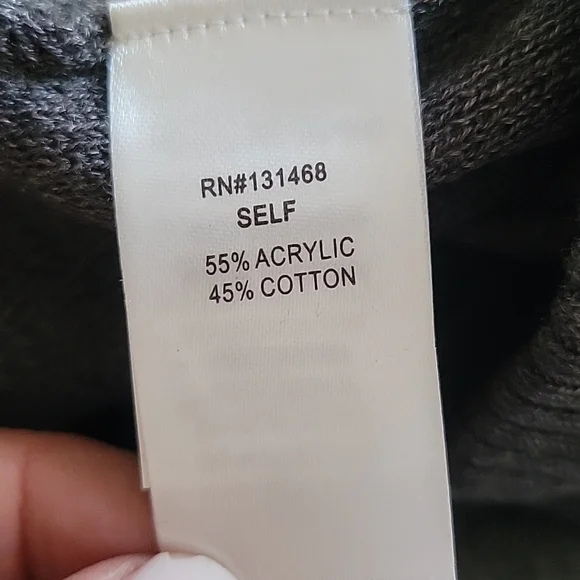 RN#131468
SELF
55% ACRYLIC
45% COTTON